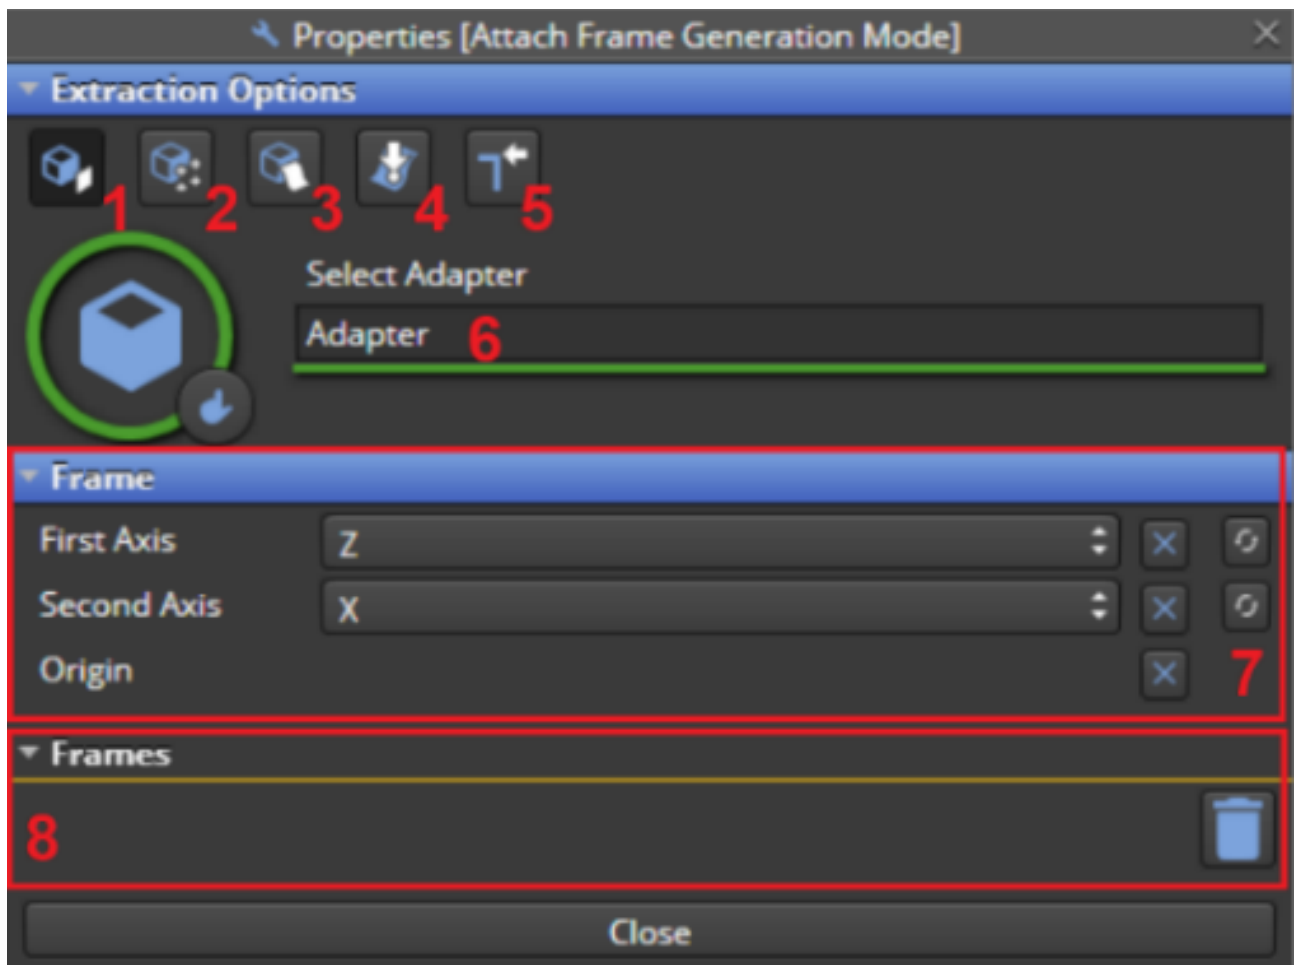 Properties [Attach Frame Generation Mode]
Extraction Options
1 2 3 4 5
Select Adapter
Adapter 6
Frame
First Axis Z
Second Axis X
Origin 7
Frames
8
Close